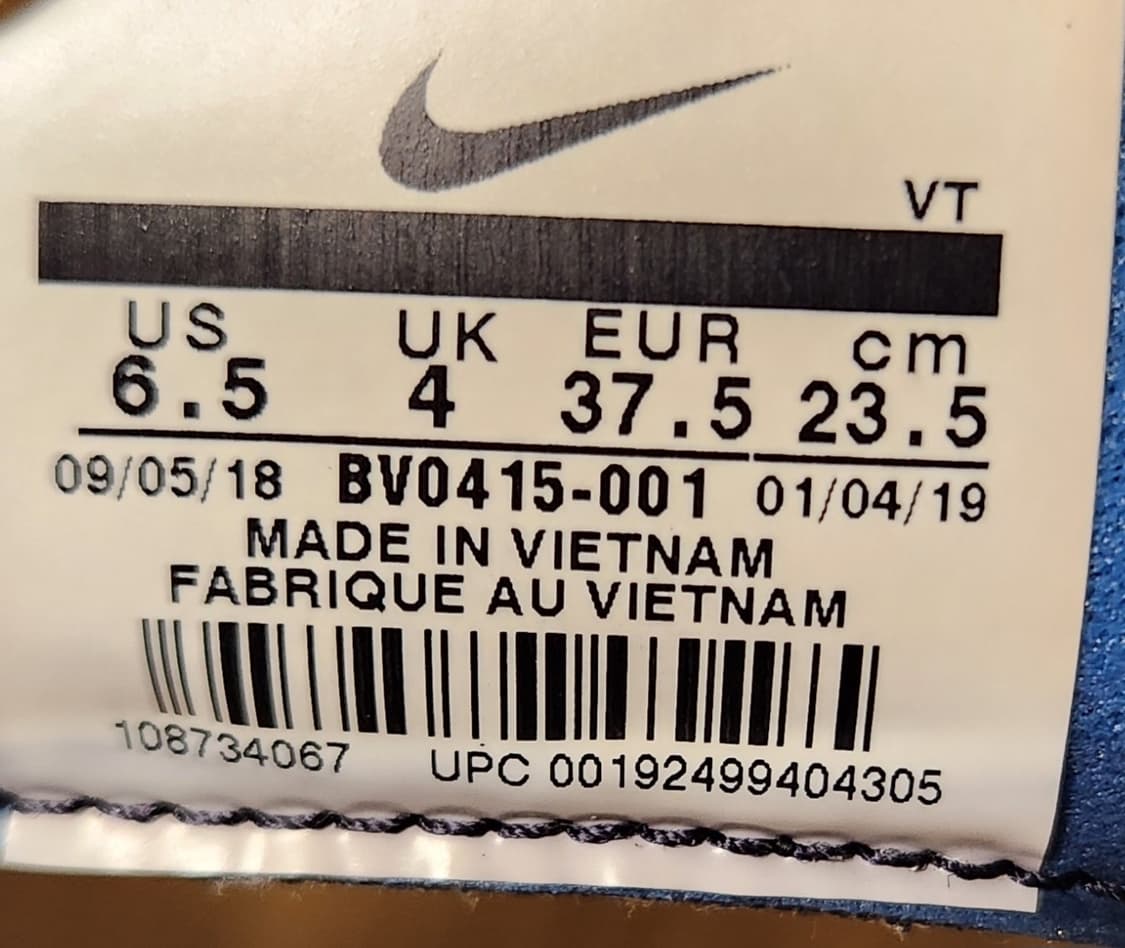 VT
US UK EUR cm
6.5 4 37.5 23.5
09/05/18 BV0415-001 01/04/19
MADE IN VIETNAM
FABRIQUE AU VIETNAM
108734067 UPC 00192499404305